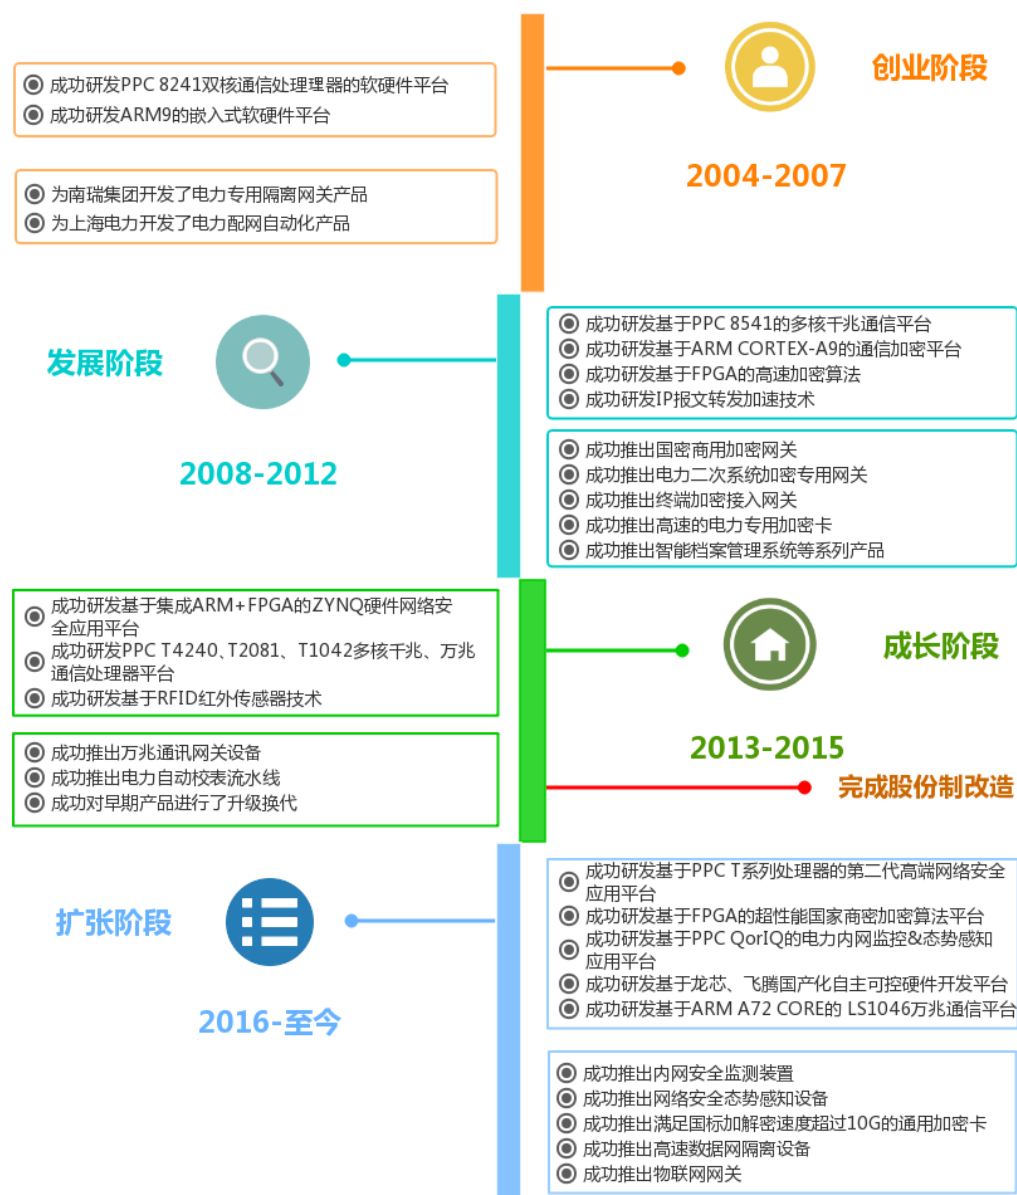 创业阶段
2004-2007
成功研发PPC 8241双核通信处理理器的软硬件平台
成功研发ARM9的嵌入式软硬件平台
为南瑞集团开发了电力专用隔离网关产品
为上海电力开发了电力配网自动化产品
发展阶段
2008-2012
成功研发基于PPC 8541的多核千兆通信平台
成功研发基于ARM CORTEX-A9的通信加密平台
成功研发基于FPGA的高速加密算法
成功研发IP报文转发加速技术
成功推出国密商用加密网关
成功推出电力二次系统加密专用网关
成功推出终端加密接入网关
成功推出高速的电力专用加密卡
成功推出智能档案管理系统等系列产品
成长阶段
2013-2015
完成股份制改造
成功研发基于集成ARM+FPGA的ZYNQ硬件网络安
全应用平台
成功研发PPC T4240、T2081、T1042多核千兆、万兆
通信处理器平台
成功研发基于RFID红外传感器技术
成功推出万兆通讯网关设备
成功推出电力自动校表流水线
成功对早期产品进行了升级换代
扩张阶段
2016-至今
成功研发基于PPC T系列处理器的第二代高端网络安全
应用平台
成功研发基于FPGA的超性能国家商密加密算法平台
成功研发基于PPC QorIQ的电力内网监控&态势感知
应用平台
成功研发基于龙芯、飞腾国产化自主可控硬件开发平台
成功研发基于ARM A72 CORE的 LS1046万兆通信平台
成功推出内网安全监测装置
成功推出网络安全态势感知设备
成功推出满足国标加解密速度超过10G的通用加密卡
成功推出高速数据网隔离设备
成功推出物联网网关